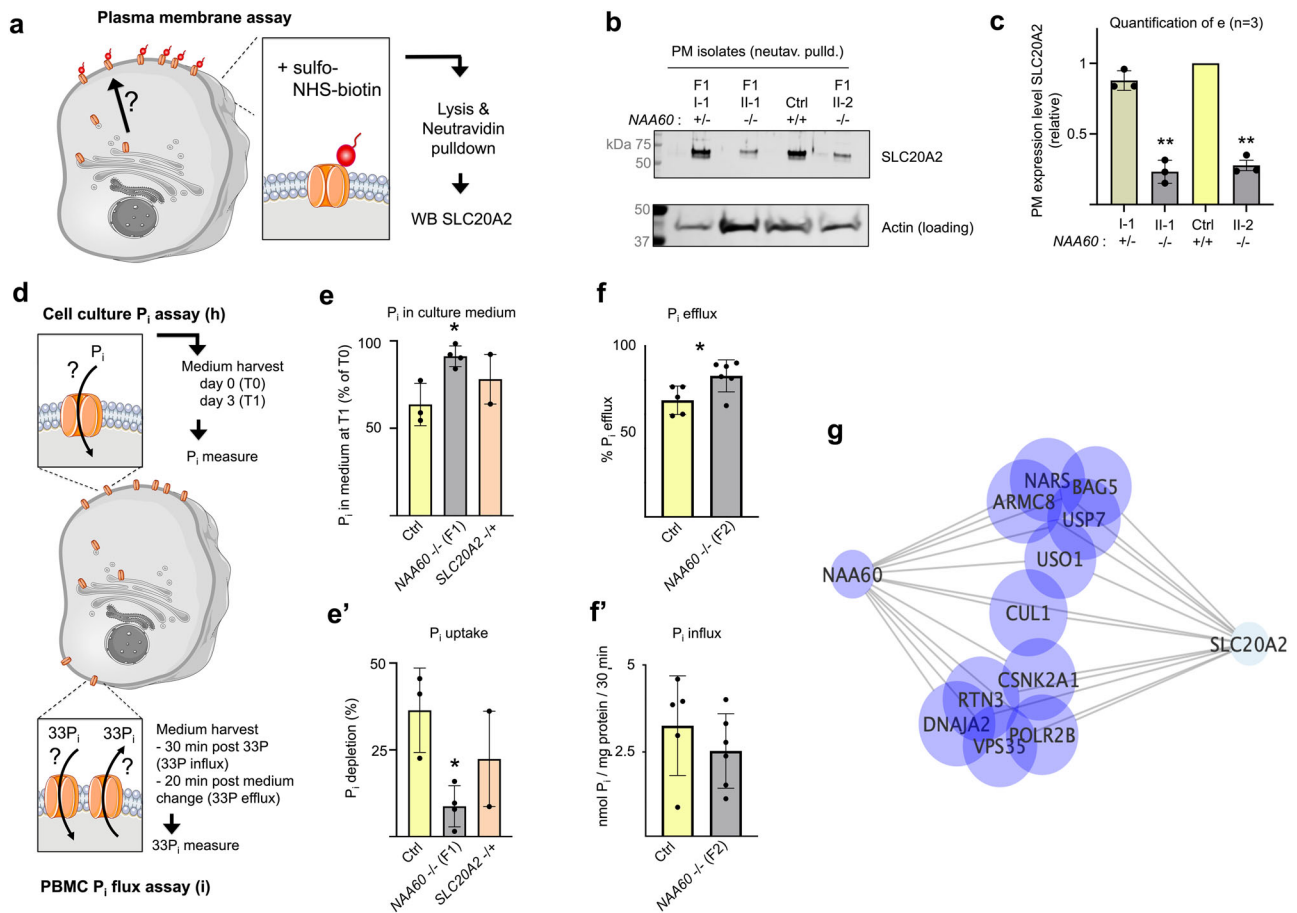 a
Plasma membrane assay
?
+ sulfo-
NHS-biotin
Lysis &
Neutravidin
pulldown
WB SLC20A2
b
PM isolates (neutav. pulld.)
F1 F1 F1
I-1 II-1 Ctrl II-2
NAA60 : +/- -/- +/+ -/-
kDa 75
50
SLC20A2
50
37
Actin (loading)
c
Quantification of e (n=3)
PM expression level SLC20A2
(relative)
1
0.5
** **
I-1 II-1 Ctrl II-2
NAA60 : +/- -/- +/+ -/-
d
Cell culture Pi assay (h)
Pi
?
Medium harvest
day 0 (T0)
day 3 (T1)
Pi measure
33Pi 33Pi
? ?
Medium harvest
- 30 min post 33P
(33P influx)
- 20 min post medium
change (33P efflux)
33Pi measure
PBMC Pi flux assay (i)
e
Pi in culture medium
Pi in medium at T1 (% of T0)
100
50
*
Ctrl
NAA60 -/- (F1)
SLC20A2 -/+
e'
Pi uptake
Pi depletion (%)
50
25
*
Ctrl
NAA60 -/- (F1)
SLC20A2 -/+
f
Pi efflux
% Pi efflux
100
50
*
Ctrl
NAA60 -/- (F2)
f'
Pi influx
nmol Pi / mg protein / 30 min
5
2.5
Ctrl
NAA60 -/- (F2)
g
NARS
BAG5
ARMC8
USP7
USO1
NAA60
CUL1
SLC20A2
CSNK2A1
RTN3
DNAJA2
POLR2B
VPS35